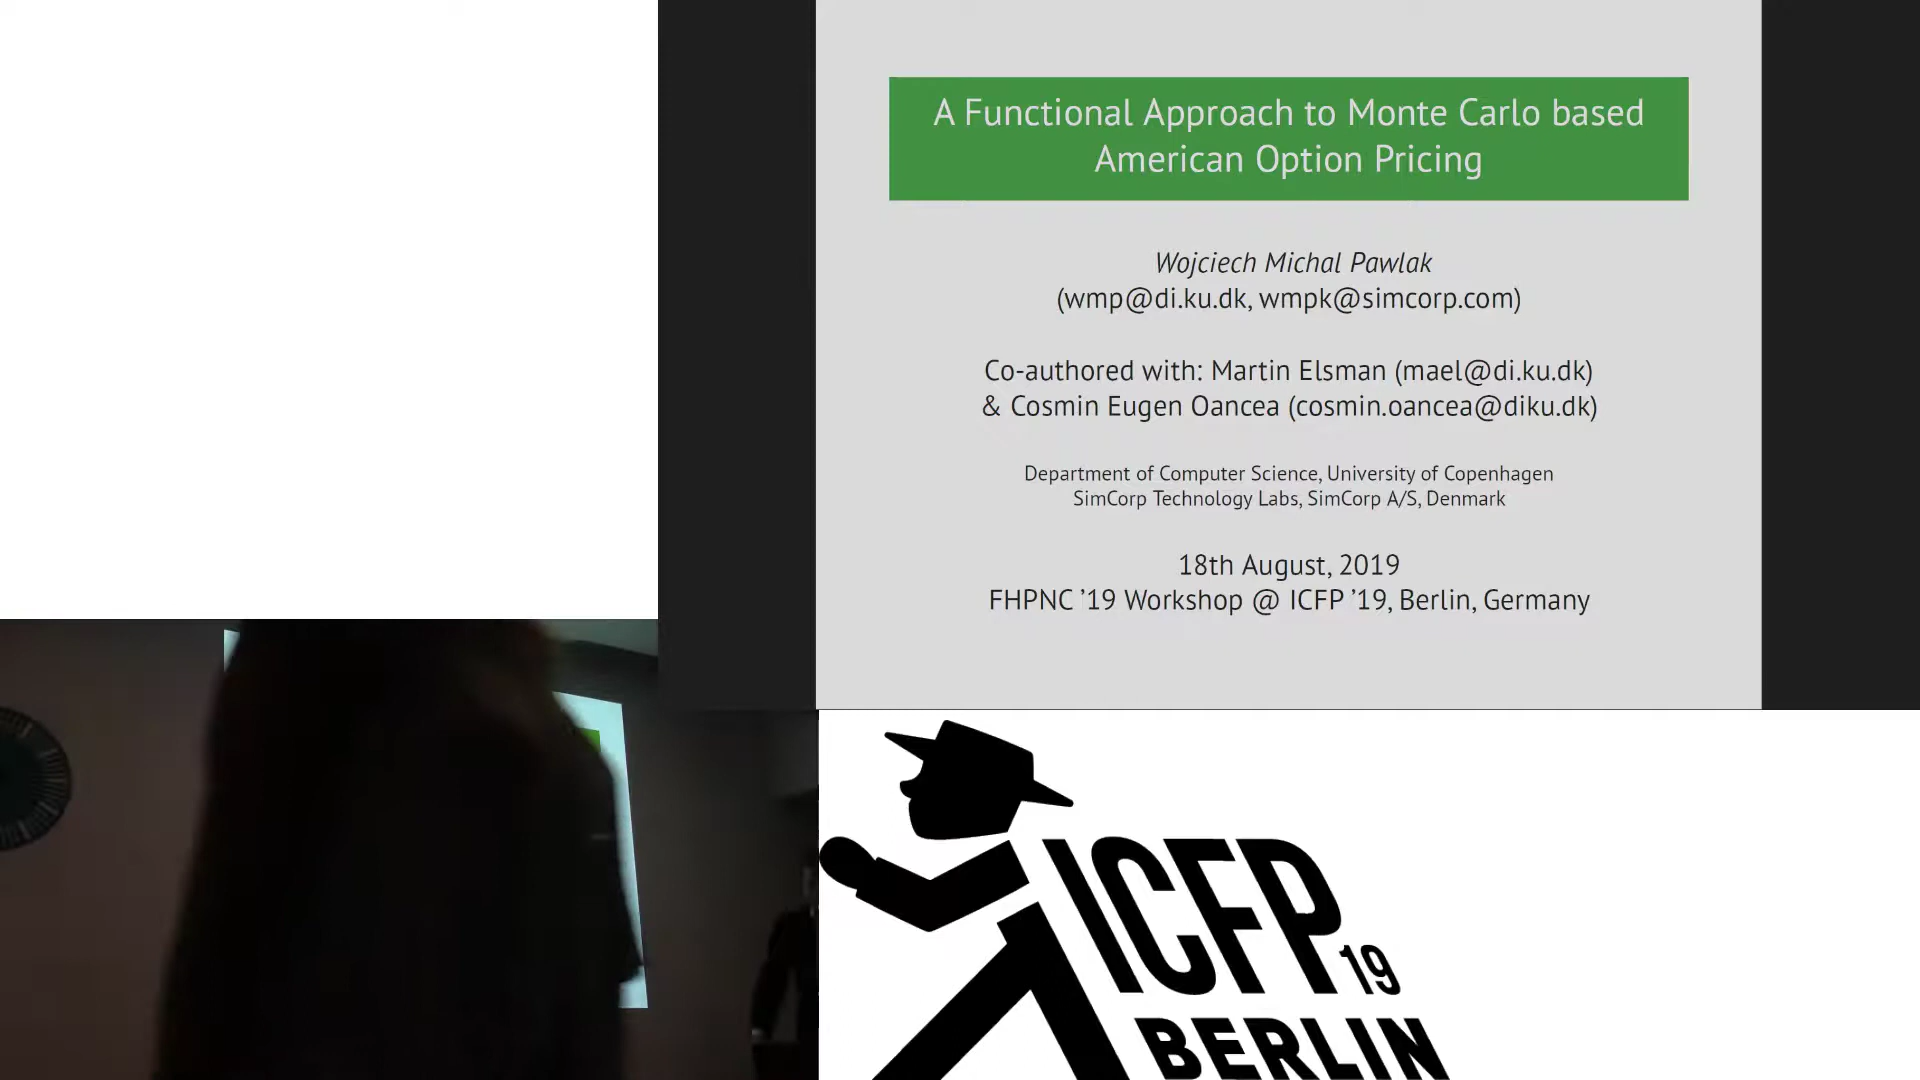 A Functional Approach to Monte Carlo based
American Option Pricing
Wojciech Michal Pawlak
(wmp@di.ku.dk, wmpk@simcorp.com)
Co-authored with: Martin Elsman (mael@di.ku.dk)
& Cosmin Eugen Oancea (cosmin.oancea@diku.dk)
Department of Computer Science, University of Copenhagen
SimCorp Technology Labs, SimCorp A/S, Denmark
18th August, 2019
FHPNC ’19 Workshop @ ICFP ’19, Berlin, Germany
ICFP 19
BERLIN